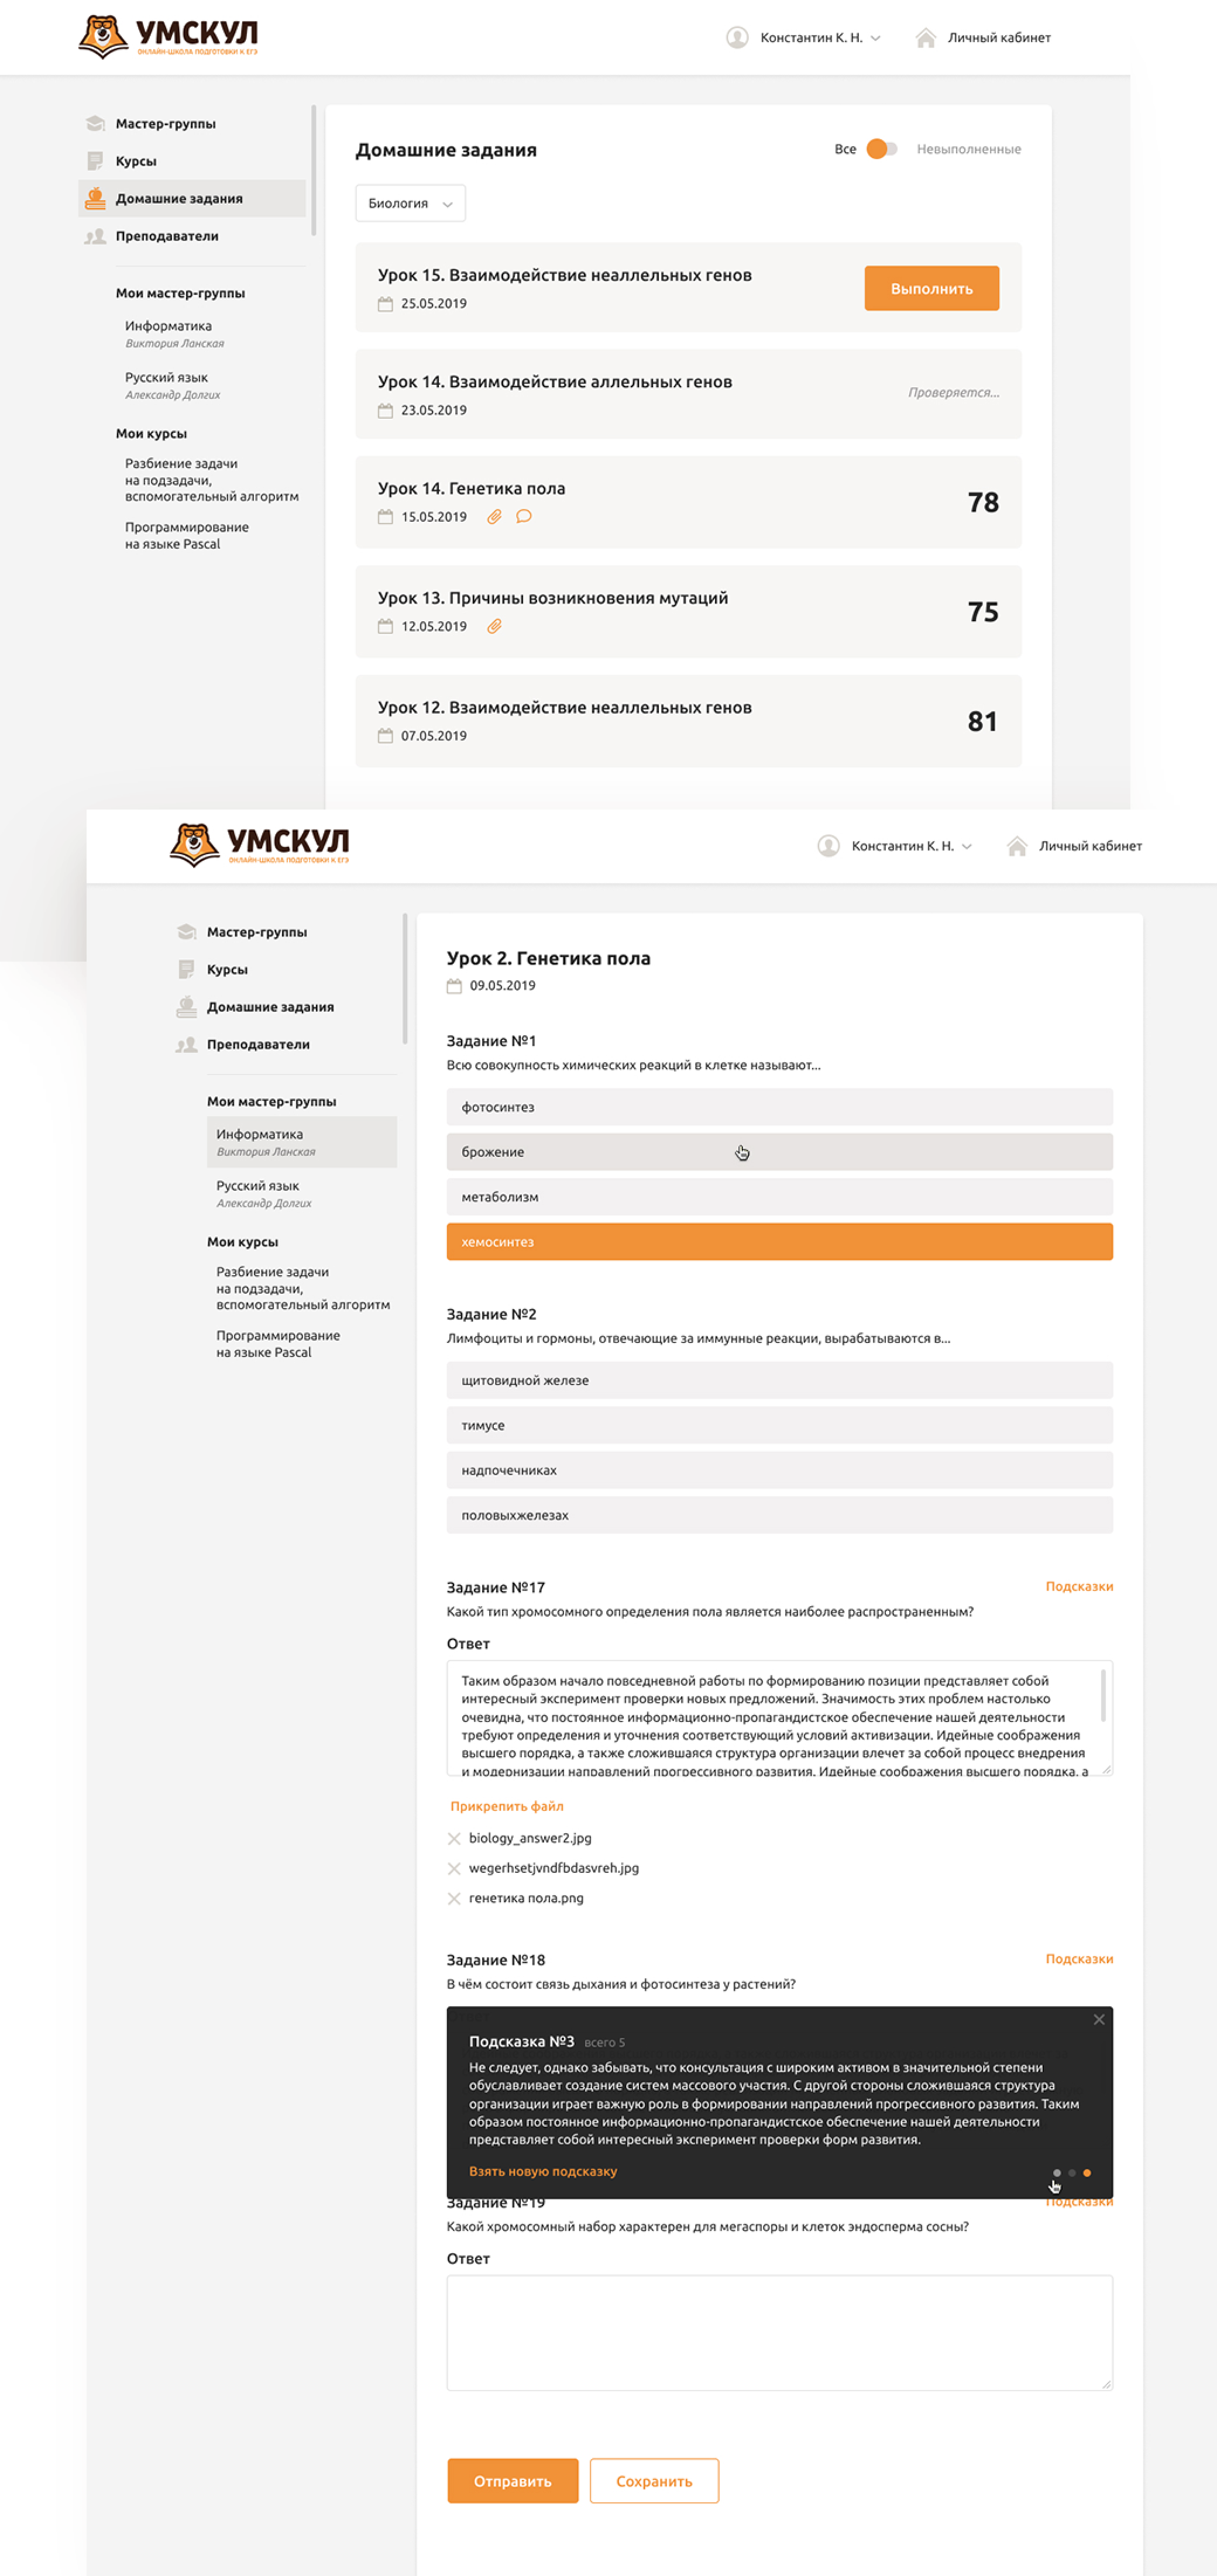 УМСКУЛ
ОНЛАЙН-ШКОЛА ПОДГОТОВКИ К ЕГЭ
Константин К. Н.
Личный кабинет
Мастер-группы
Курсы
Домашние задания
Преподаватели
Мои мастер-группы
Информатика
Виктория Ланская
Русский язык
Александр Долгих
Мои курсы
Разбиение задачи
на подзадачи,
вспомогательный алгоритм
Программирование
на языке Pascal
Домашние задания
Все
Невыполненные
Биология
Урок 15. Взаимодействие неаллельных генов
25.05.2019
Выполнить
Урок 14. Взаимодействие аллельных генов
23.05.2019
Проверяется...
Урок 14. Генетика пола
15.05.2019
78
Урок 13. Причины возникновения мутаций
12.05.2019
75
Урок 12. Взаимодействие неаллельных генов
07.05.2019
81
УМСКУЛ
ОНЛАЙН-ШКОЛА ПОДГОТОВКИ К ЕГЭ
Константин К. Н.
Личный кабинет
Мастер-группы
Курсы
Домашние задания
Преподаватели
Мои мастер-группы
Информатика
Виктория Ланская
Русский язык
Александр Долгих
Мои курсы
Разбиение задачи
на подзадачи,
вспомогательный алгоритм
Программирование
на языке Pascal
Урок 2. Генетика пола
09.05.2019
Задание №1
Всю совокупность химических реакций в клетке называют...
фотосинтез
брожение
метаболизм
хемосинтез
Задание №2
Лимфоциты и гормоны, отвечающие за иммунные реакции, вырабатываются в...
щитовидной железе
тимусе
надпочечниках
половыхжелезах
Задание №17
Подсказки
Какой тип хромосомного определения пола является наиболее распространенным?
Ответ
Таким образом начало повседневной работы по формированию позиции представляет собой
интересный эксперимент проверки новых предложений. Значимость этих проблем настолько
очевидна, что постоянное информационно-пропагандистское обеспечение нашей деятельности
требуют определения и уточнения соответствующий условий активизации. Идейные соображения
высшего порядка, а также сложившаяся структура организации влечет за собой процесс внедрения
и модернизации направлений прогрессивного развития. Идейные соображения высшего порядка, а
Прикрепить файл
biology_answer2.jpg
wegerhsetjvndfbdasvreh.jpg
генетика пола.png
Задание №18
Подсказки
В чём состоит связь дыхания и фотосинтеза у растений?
Подсказка №3 всего 5
Не следует, однако забывать, что консультация с широким активом в значительной степени
обуславливает создание систем массового участия. С другой стороны сложившаяся структура
организации играет важную роль в формировании направлений прогрессивного развития. Таким
образом постоянное информационно-пропагандистское обеспечение нашей деятельности
представляет собой интересный эксперимент проверки форм развития.
Взять новую подсказку
Задание №19
Подсказки
Какой хромосомный набор характерен для мегаспоры и клеток эндосперма сосны?
Ответ
Отправить
Сохранить